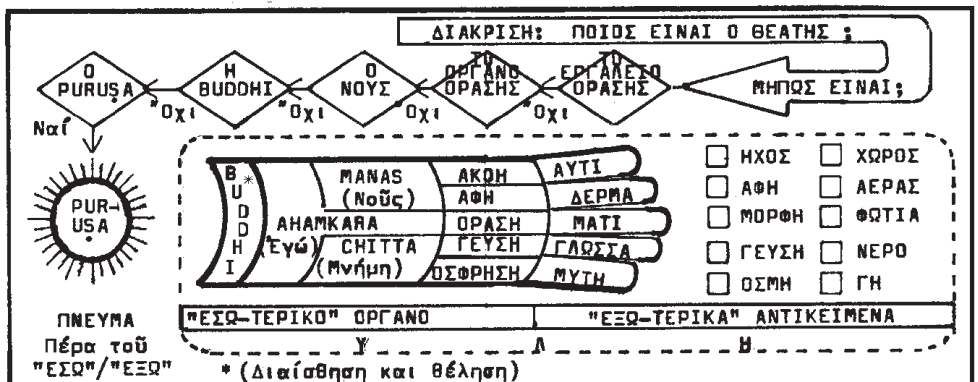 ΔΙΑΚΡΙΣΗ: ΠΟΙΟΣ ΕΙΝΑΙ Ο ΘΕΑΤΗΣ ;
ΜΗΠΩΣ ΕΙΝΑΙ;
ΤΟ ΕΡΓΑΛΕΙΟ ΟΡΑΣΗΣ
Όχι
ΤΟ ΟΡΓΑΝΟ ΟΡΑΣΗΣ
Όχι
Ο ΝΟΥΣ
*Όχι
Η BUDDHI
*Όχι
Ο PURUṢA
Ναί
PUR-
UṢA
ΠΝΕΥΜΑ
Πέρα τοῦ
"ΕΣΩ"/"ΕΞΩ"
BUDDHI*
AHAMKARA
(Ἐγώ)
MANAS
(Νοῦς)
CHITTA
(Μνήμη)
ΑΚΟΗ
ΑΦΗ
ΟΡΑΣΗ
ΓΕΥΣΗ
ΟΣΦΡΗΣΗ
ΑΥΤΙ
ΔΕΡΜΑ
ΜΑΤΙ
ΓΛΩΣΣΑ
ΜΥΤΗ
ΗΧΟΣ ΧΩΡΟΣ
ΑΦΗ ΑΕΡΑΣ
ΜΟΡΦΗ ΦΩΤΙΑ
ΓΕΥΣΗ ΝΕΡΟ
ΟΣΜΗ ΓΗ
"ΕΣΩ-ΤΕΡΙΚΟ" ΟΡΓΑΝΟ "ΕΞΩ-ΤΕΡΙΚΑ" ΑΝΤΙΚΕΙΜΕΝΑ
Υ Λ Η
*(Διαίσθηση και θέληση)